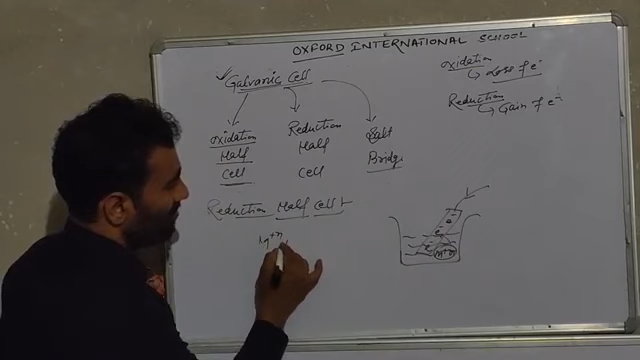 OXFORD INTERNATIONAL SCHOOL
Galvanic Cell
Oxidation
↳ Loss of e⁻
Reduction
↳ Gain of e⁻
Oxidation Half Cell
Reduction Half Cell
Salt Bridge
Reduction Half Cell
M⁺ⁿ